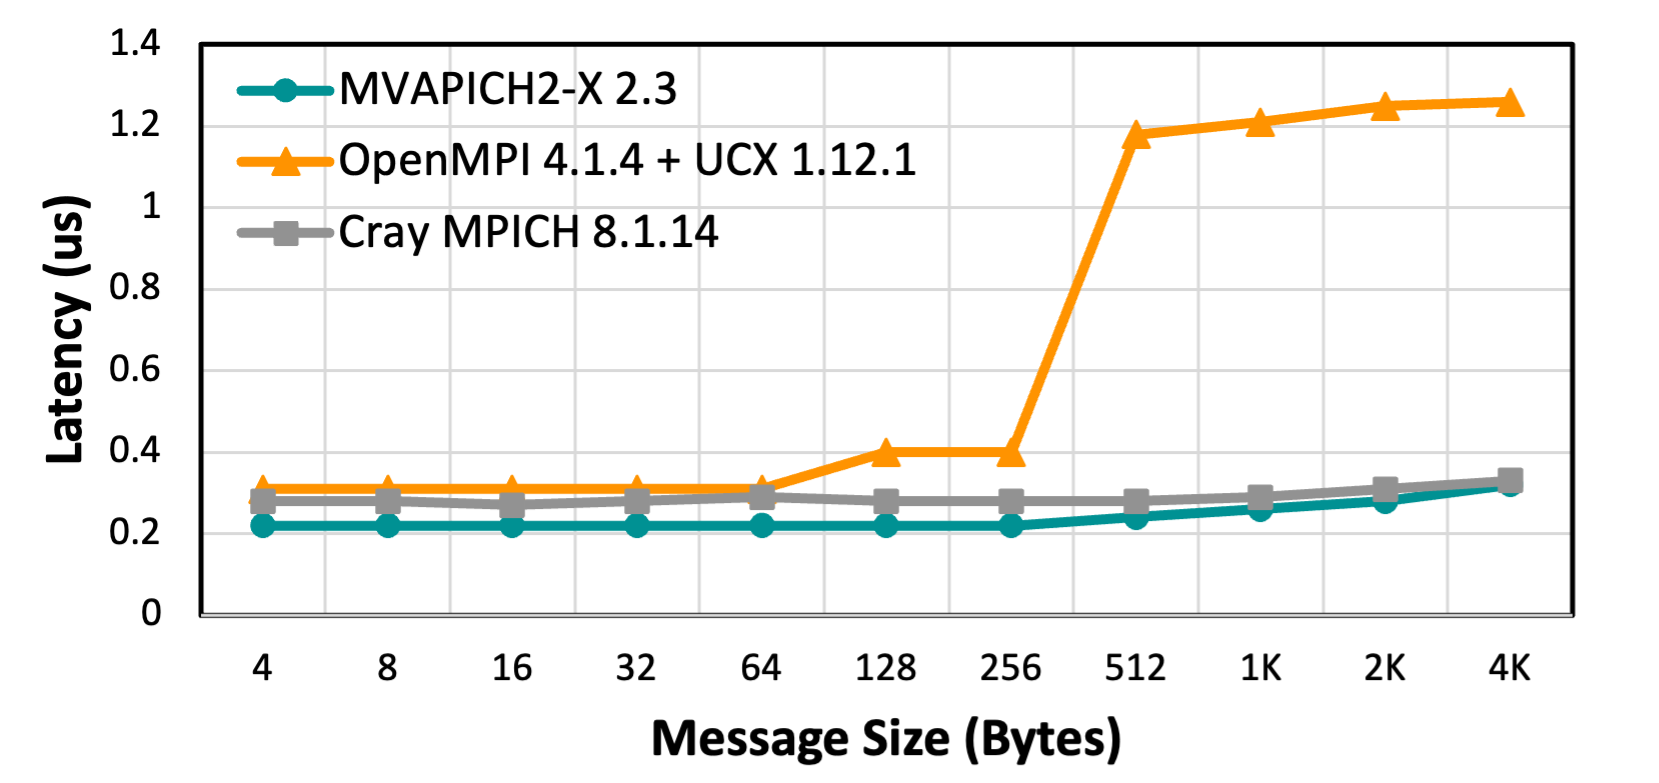 1.4
1.2
1
0.8
0.6
0.4
0.2
0
Latency (us)
MVAPICH2-X 2.3
OpenMPI 4.1.4 + UCX 1.12.1
Cray MPICH 8.1.14
4 8 16 32 64 128 256 512 1K 2K 4K
Message Size (Bytes)